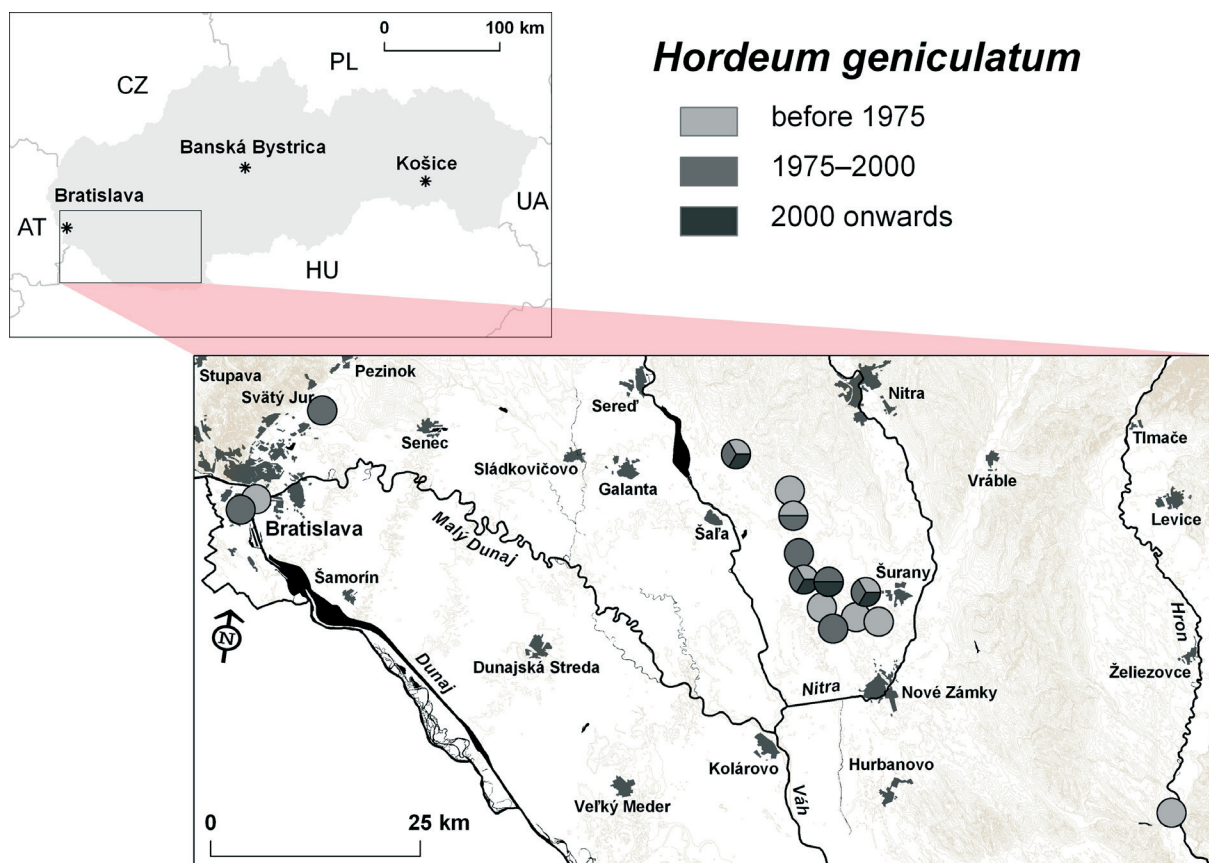 0 100 km
PL
CZ
Banská Bystrica
Košice
Bratislava
UA
AT
HU
Hordeum geniculatum
before 1975
1975–2000
2000 onwards
Stupava
Pezinok
Svätý Jur
Sereď
Nitra
Senec
Tlmače
Sládkovičovo
Galanta
Vráble
Levice
Bratislava
Malý Dunaj
Šaľa
Šamorín
Šurany
N
Hron
Dunajská Streda
Dunaj
Želiezovce
Nitra
Nové Zámky
Kolárovo
Hurbanovo
Veľký Meder
Váh
0 25 km